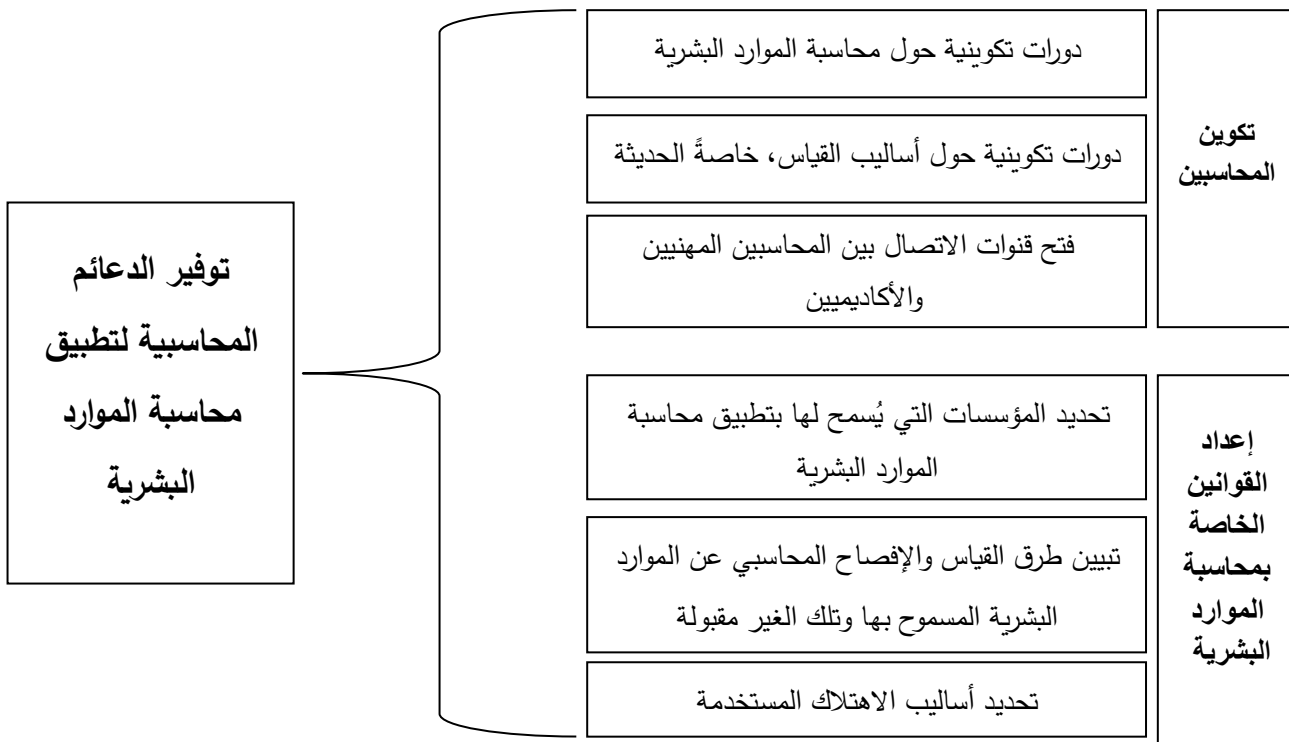 تكوين
المحاسبين
دورات تكوينية حول محاسبة الموارد البشرية
دورات تكوينية حول أساليب القياس، خاصةً الحديثة
فتح قنوات الاتصال بين المحاسبين المهنيين
والأكاديميين
توفير الدعائم
المحاسبية لتطبيق
محاسبة الموارد
البشرية
إعداد
القوانين
الخاصة
بمحاسبة
الموارد
البشرية
تحديد المؤسسات التي يُسمح لها بتطبيق محاسبة
الموارد البشرية
تبيين طرق القياس والإفصاح المحاسبي عن الموارد
البشرية المسموح بها وتلك الغير مقبولة
تحديد أساليب الاهتلاك المستخدمة